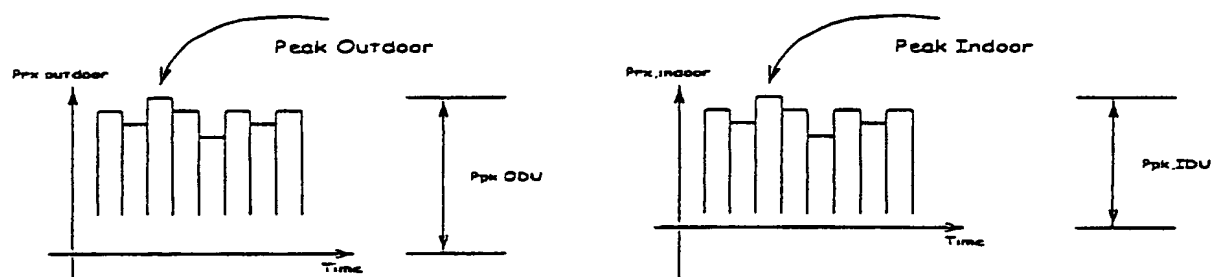 Peak Outdoor
Prx outdoor
Ppk ODU
Time
Peak Indoor
Prx,indoor
Ppk,IDU
Time